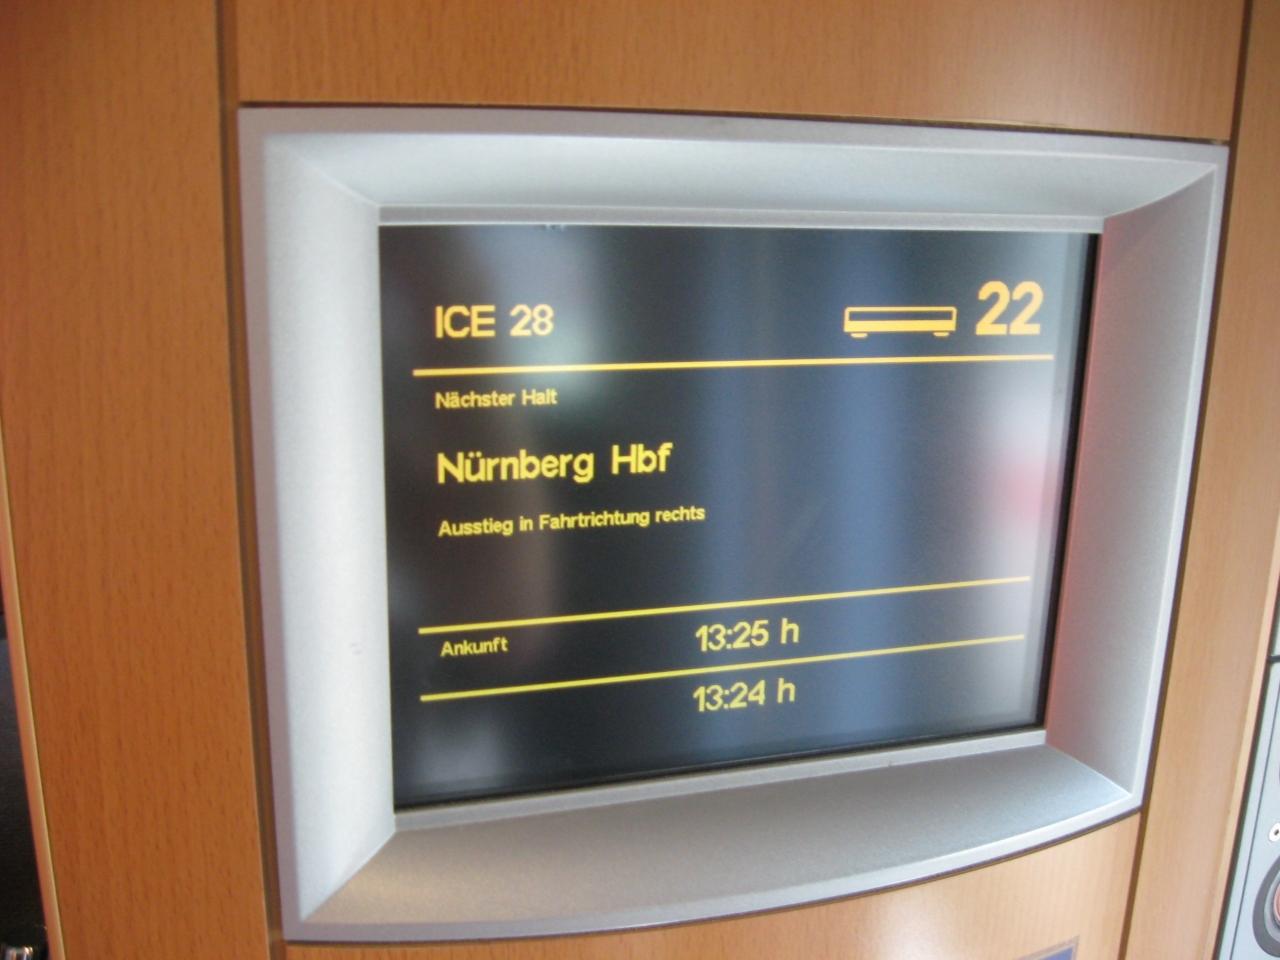 ICE 28 22
Nächster Halt
Nürnberg Hbf
Ausstieg in Fahrtrichtung rechts
Ankunft 13:25 h
13:24 h